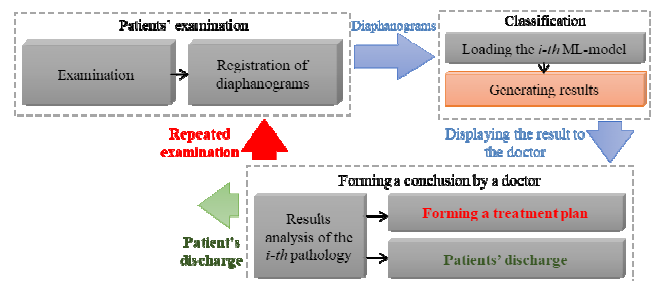 Patients' examination
Examination
Registration of
diaphanograms
Diaphanograms
Classification
Loading the i-th ML-model
Generating results
Repeated
examination
Displaying the result to
the doctor
Forming a conclusion by a doctor
Results
analysis of the
i-th pathology
Forming a treatment plan
Patients' discharge
Patient's
discharge